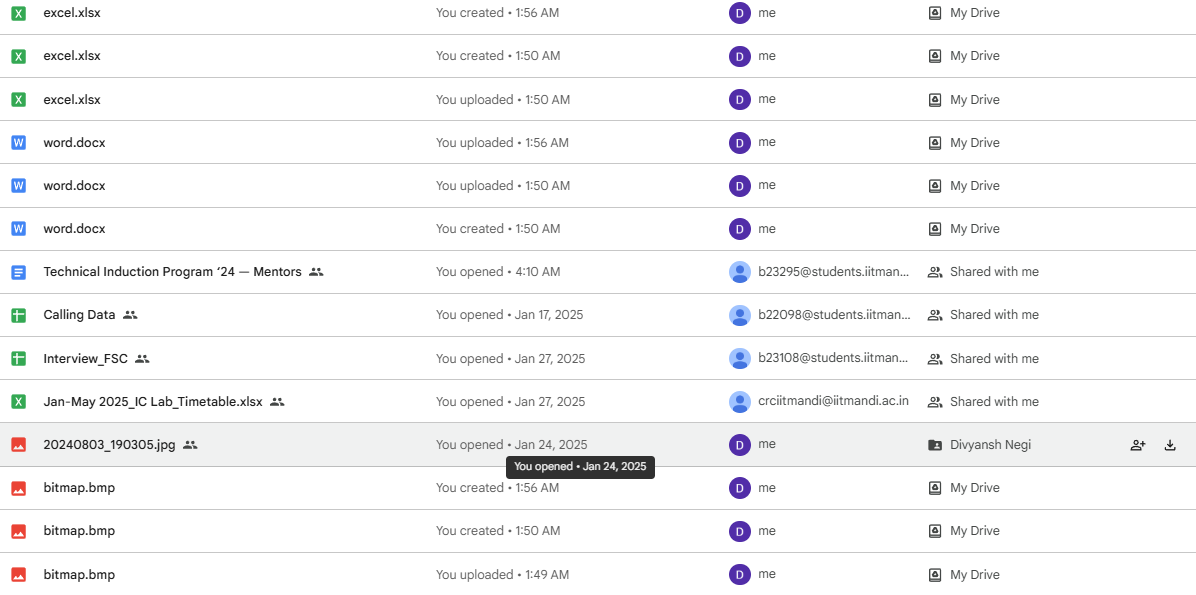 excel.xlsx You created • 1:56 AM D me My Drive
excel.xlsx You created • 1:50 AM D me My Drive
excel.xlsx You uploaded • 1:50 AM D me My Drive
word.docx You uploaded • 1:56 AM D me My Drive
word.docx You uploaded • 1:50 AM D me My Drive
word.docx You created • 1:50 AM D me My Drive
Technical Induction Program ‘24 — Mentors You opened • 4:10 AM b23295@students.iitman... Shared with me
Calling Data You opened • Jan 17, 2025 b22098@students.iitman... Shared with me
Interview_FSC You opened • Jan 27, 2025 b23108@students.iitman... Shared with me
Jan-May 2025_IC Lab_Timetable.xlsx You opened • Jan 27, 2025 crciitmandi@iitmandi.ac.in Shared with me
20240803_190305.jpg You opened • Jan 24, 2025 D me Divyansh Negi
You opened • Jan 24, 2025
bitmap.bmp You created • 1:56 AM D me My Drive
bitmap.bmp You created • 1:50 AM D me My Drive
bitmap.bmp You uploaded • 1:49 AM D me My Drive